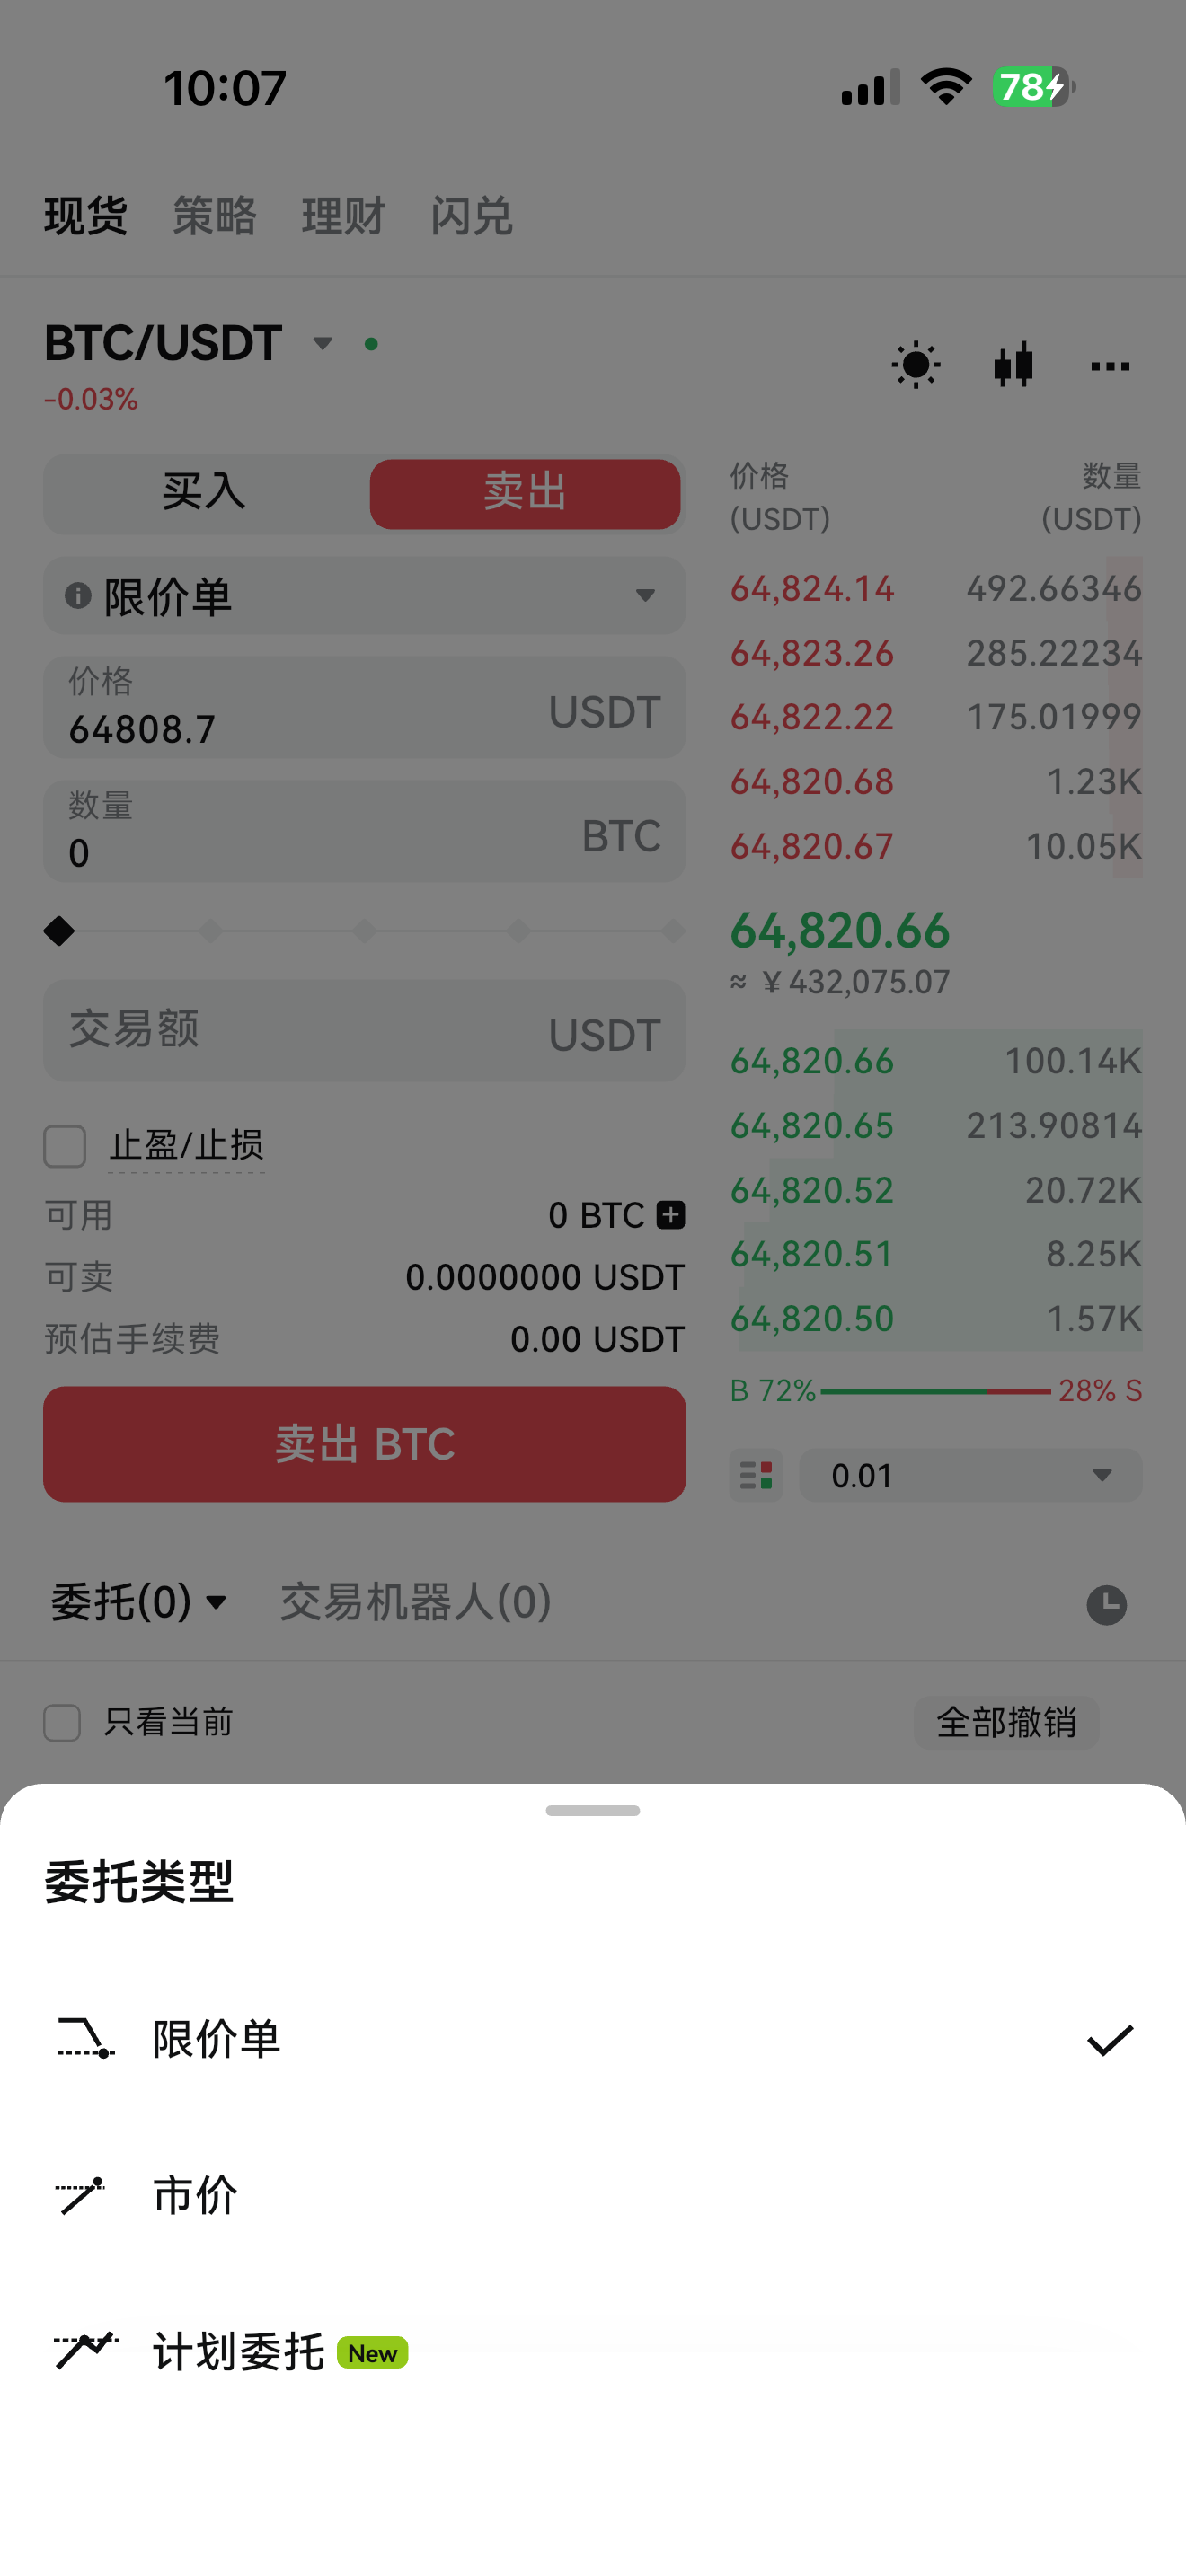 10:07
78
现货 策略 理财 闪兑
BTC/USDT
-0.03%
买入 卖出
限价单
价格
64808.7 USDT
数量
0 BTC
交易额 USDT
止盈/止损
可用 0 BTC
可卖 0.0000000 USDT
预估手续费 0.00 USDT
卖出 BTC
价格 数量
(USDT) (USDT)
64,824.14 492.66346
64,823.26 285.22234
64,822.22 175.01999
64,820.68 1.23K
64,820.67 10.05K
64,820.66
≈ ￥432,075.07
64,820.66 100.14K
64,820.65 213.90814
64,820.52 20.72K
64,820.51 8.25K
64,820.50 1.57K
B 72% 28% S
0.01
委托(0) 交易机器人(0)
只看当前 全部撤销
委托类型
限价单
市价
计划委托 New